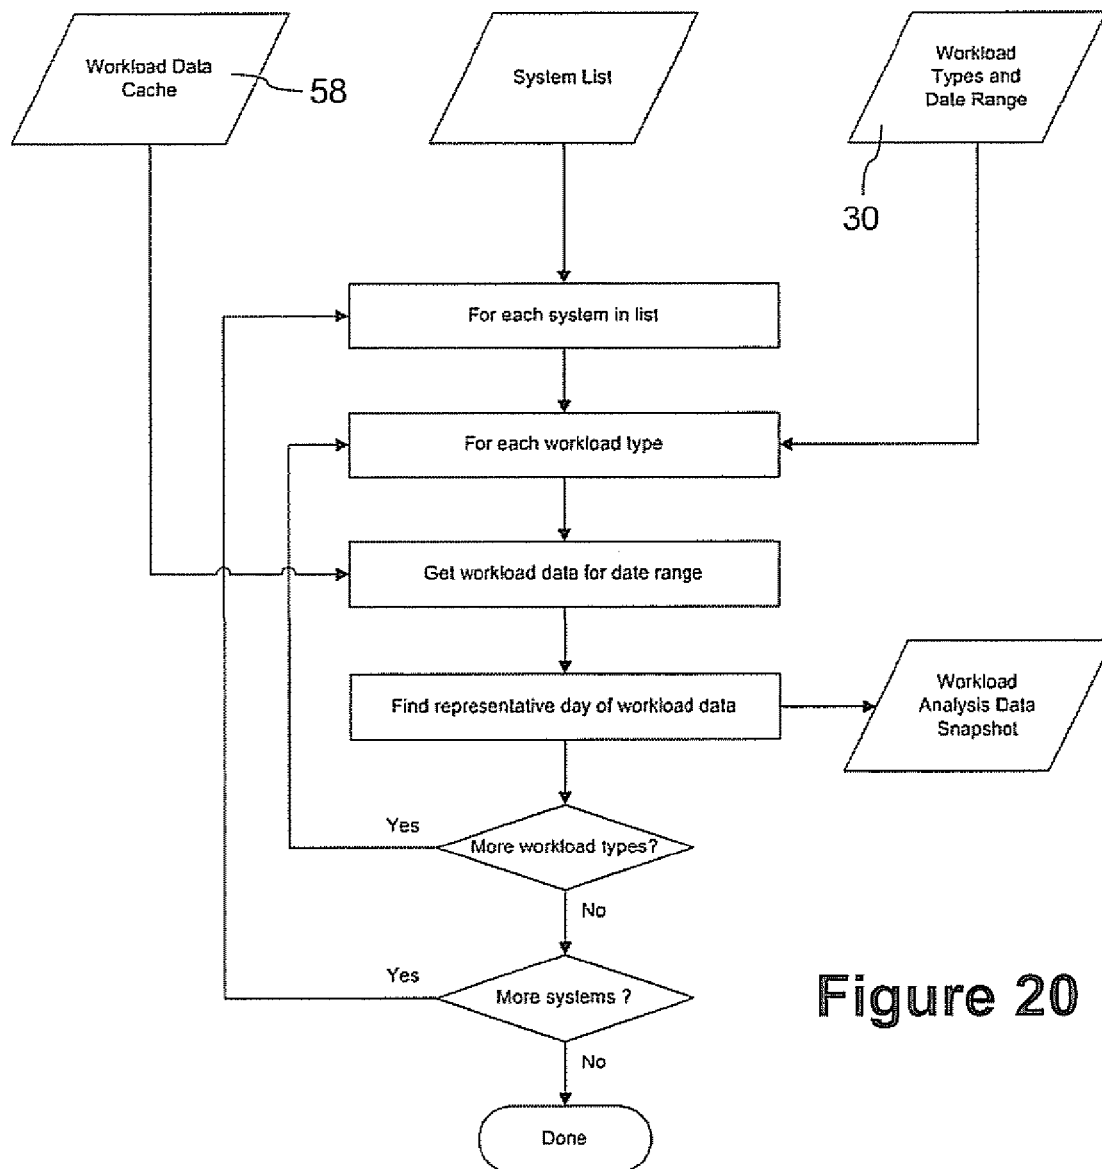 Workload Data
Cache
58
System List
Workload
Types and
Date Range
30
For each system in list
For each workload type
Get workload data for date range
Find representative day of workload data
Workload
Analysis Data
Snapshot
Yes
More workload types?
No
Yes
More systems ?
No
Figure 20
Done